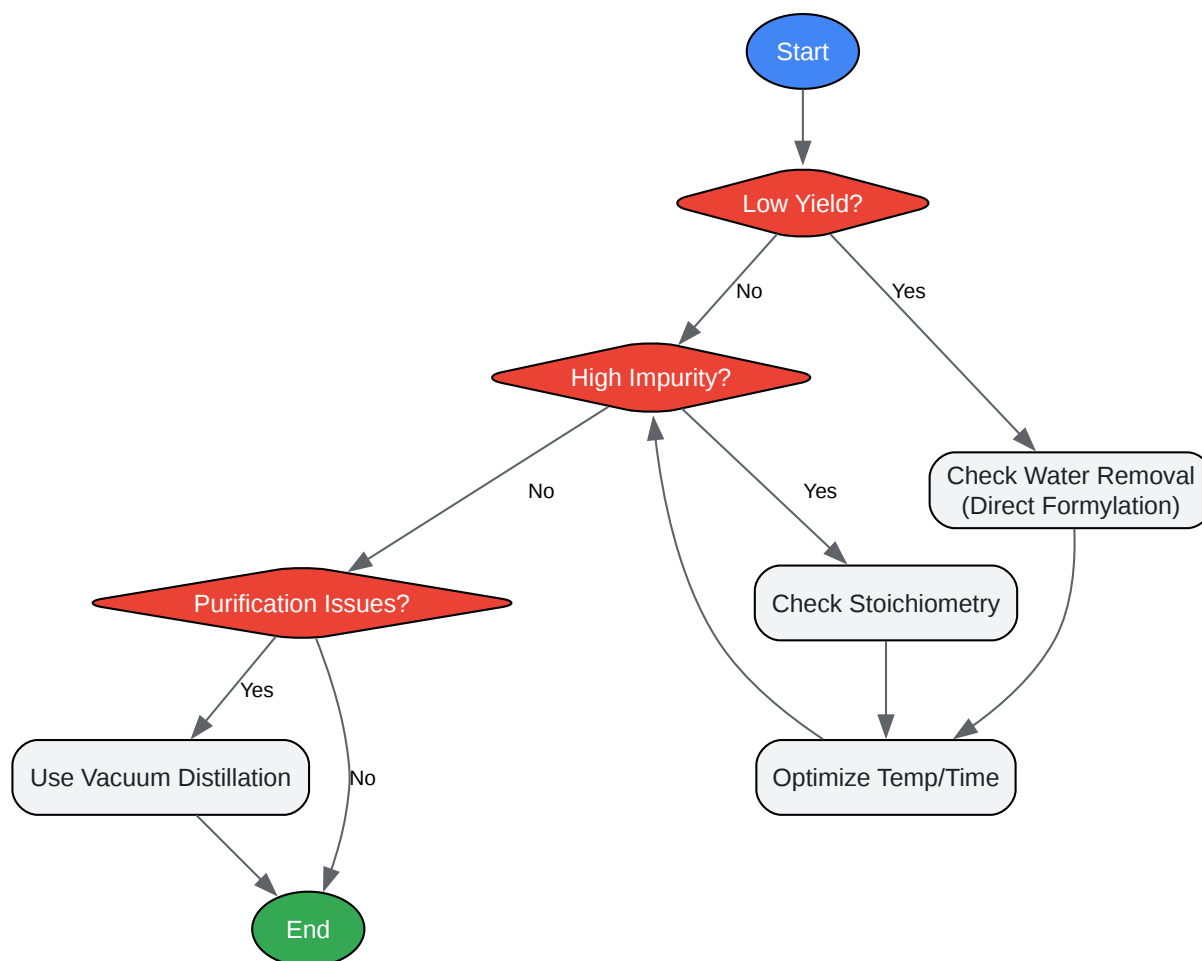 Start
Low Yield?
No
Yes
High Impurity?
Check Water Removal
(Direct Formylation)
No
Yes
Check Stoichiometry
Purification Issues?
Yes
No
Use Vacuum Distillation
Optimize Temp/Time
End